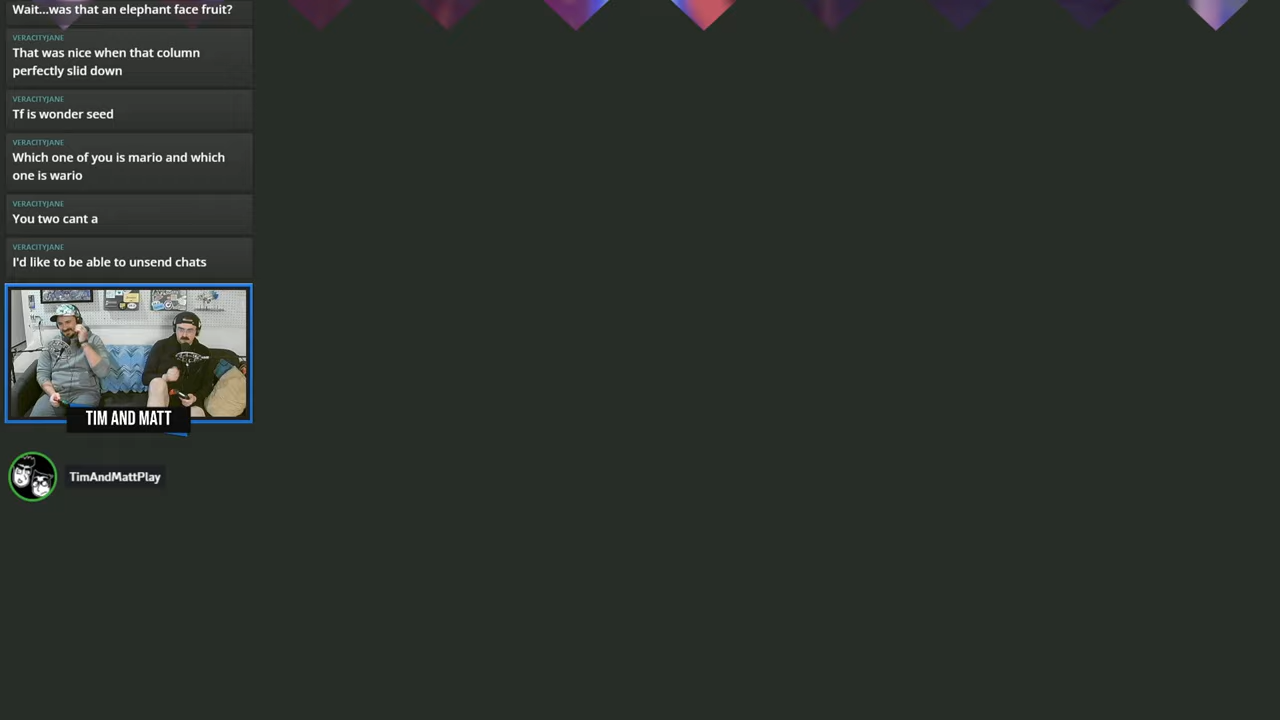 Wait...was that an elephant face fruit?
VERACITYJANE
That was nice when that column
perfectly slid down
VERACITYJANE
Tf is wonder seed
VERACITYJANE
Which one of you is mario and which
one is wario
VERACITYJANE
You two cant a
VERACITYJANE
I'd like to be able to unsend chats
TIM AND MATT
TimAndMattPlay